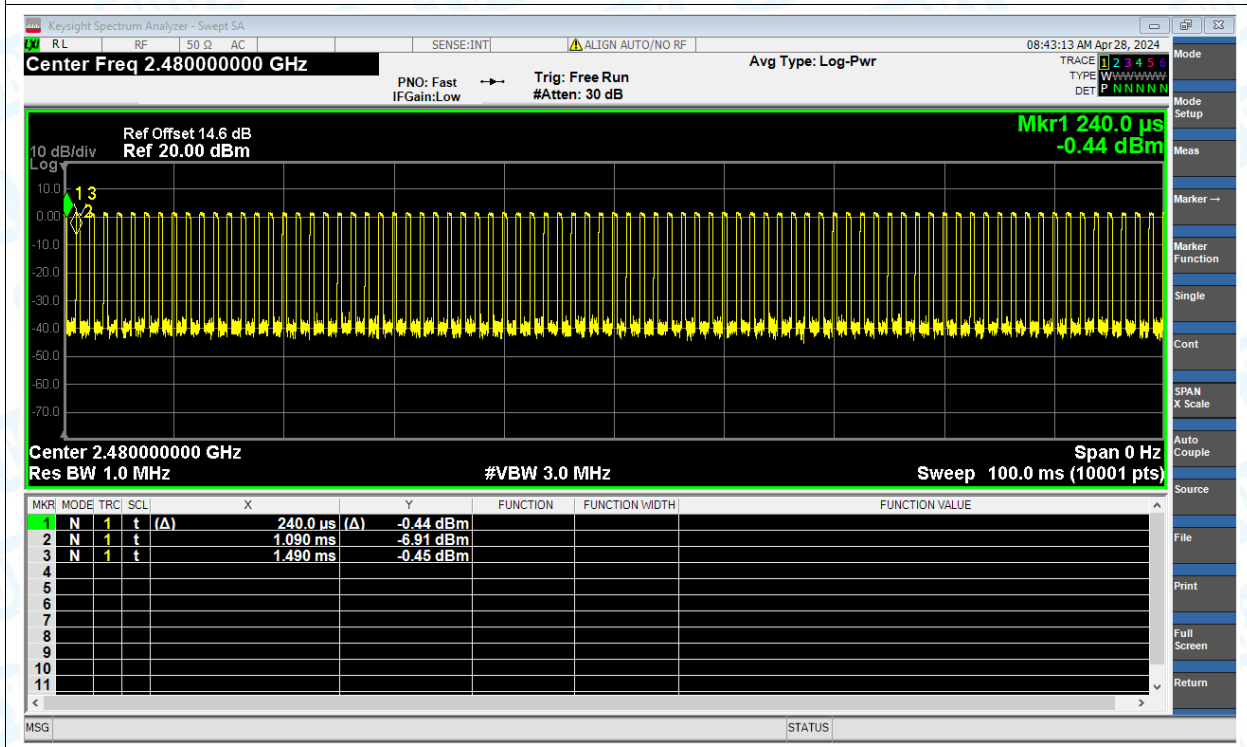 Keysight Spectrum Analyzer - Swept SA
LXI RL RF 50 Ω AC SENSE:INT ALIGN AUTO/NO RF 08:43:13 AM Apr 28, 2024
Center Freq 2.480000000 GHz
PNO: Fast
IFGain:Low
Trig: Free Run
#Atten: 30 dB
Avg Type: Log-Pwr
TRACE 1 2 3 4 5 6
TYPE WWWWWW
DET P N N N N N
Ref Offset 14.6 dB
10 dB/div Ref 20.00 dBm
Log
Mkr1 240.0 µs
-0.44 dBm
10.0
0.00
-10.0
-20.0
-30.0
-40.0
-50.0
-60.0
-70.0
1 3
2
Center 2.480000000 GHz Span 0 Hz
Res BW 1.0 MHz #VBW 3.0 MHz Sweep 100.0 ms (10001 pts)
MKR MODE TRC SCL X Y FUNCTION FUNCTION WIDTH FUNCTION VALUE
1 N 1 t (Δ) 240.0 µs (Δ) -0.44 dBm
2 N 1 t 1.090 ms -6.91 dBm
3 N 1 t 1.490 ms -0.45 dBm
4
5
6
7
8
9
10
11
MSG STATUS
Mode
Mode
Setup
Meas
Marker →
Marker
Function
Single
Cont
SPAN
X Scale
Auto
Couple
Source
File
Print
Full
Screen
Return